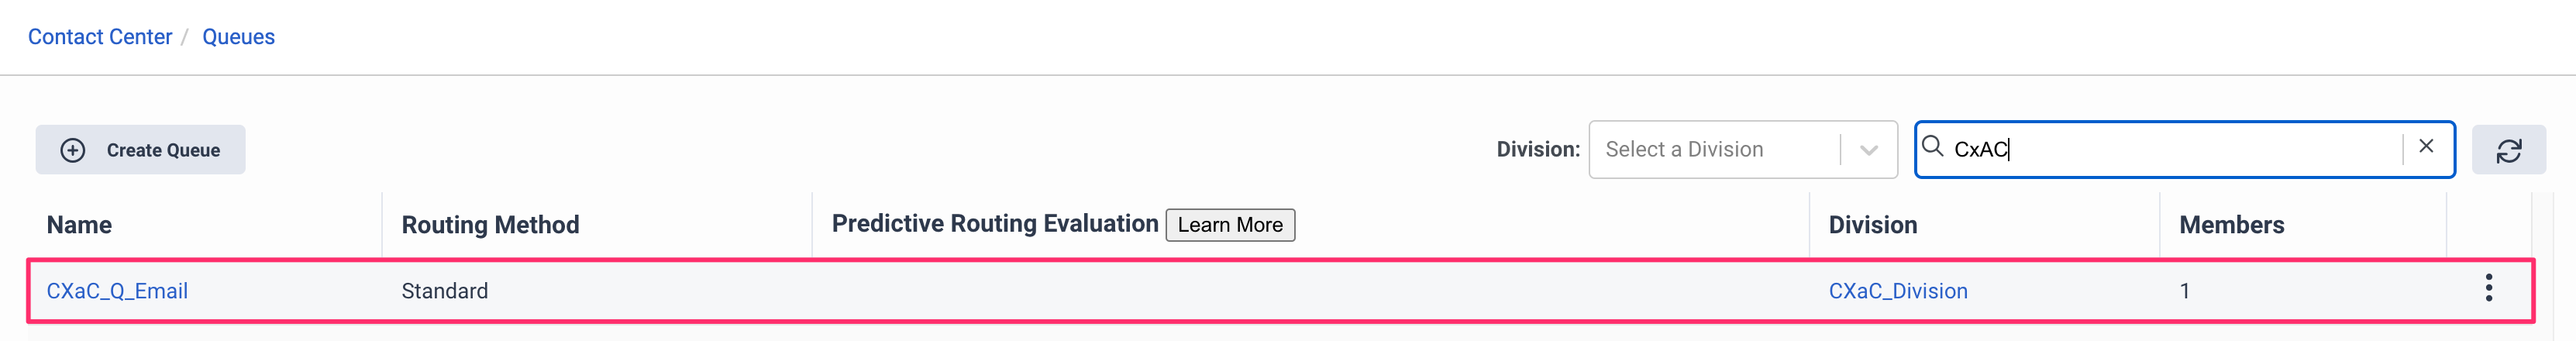 Contact Center / Queues
Create Queue Division: Select a Division CxAC
Name Routing Method Predictive Routing Evaluation Learn More Division Members
CXaC_Q_Email Standard CXaC_Division 1